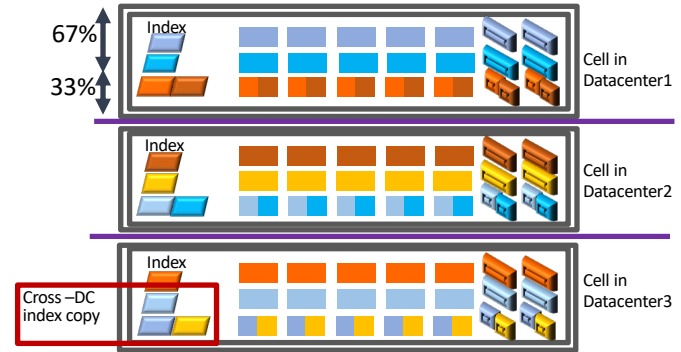 Index
67%
33%
Cell in
Datacenter1
Index
Cell in
Datacenter2
Index
Cross –DC
index copy
Cell in
Datacenter3